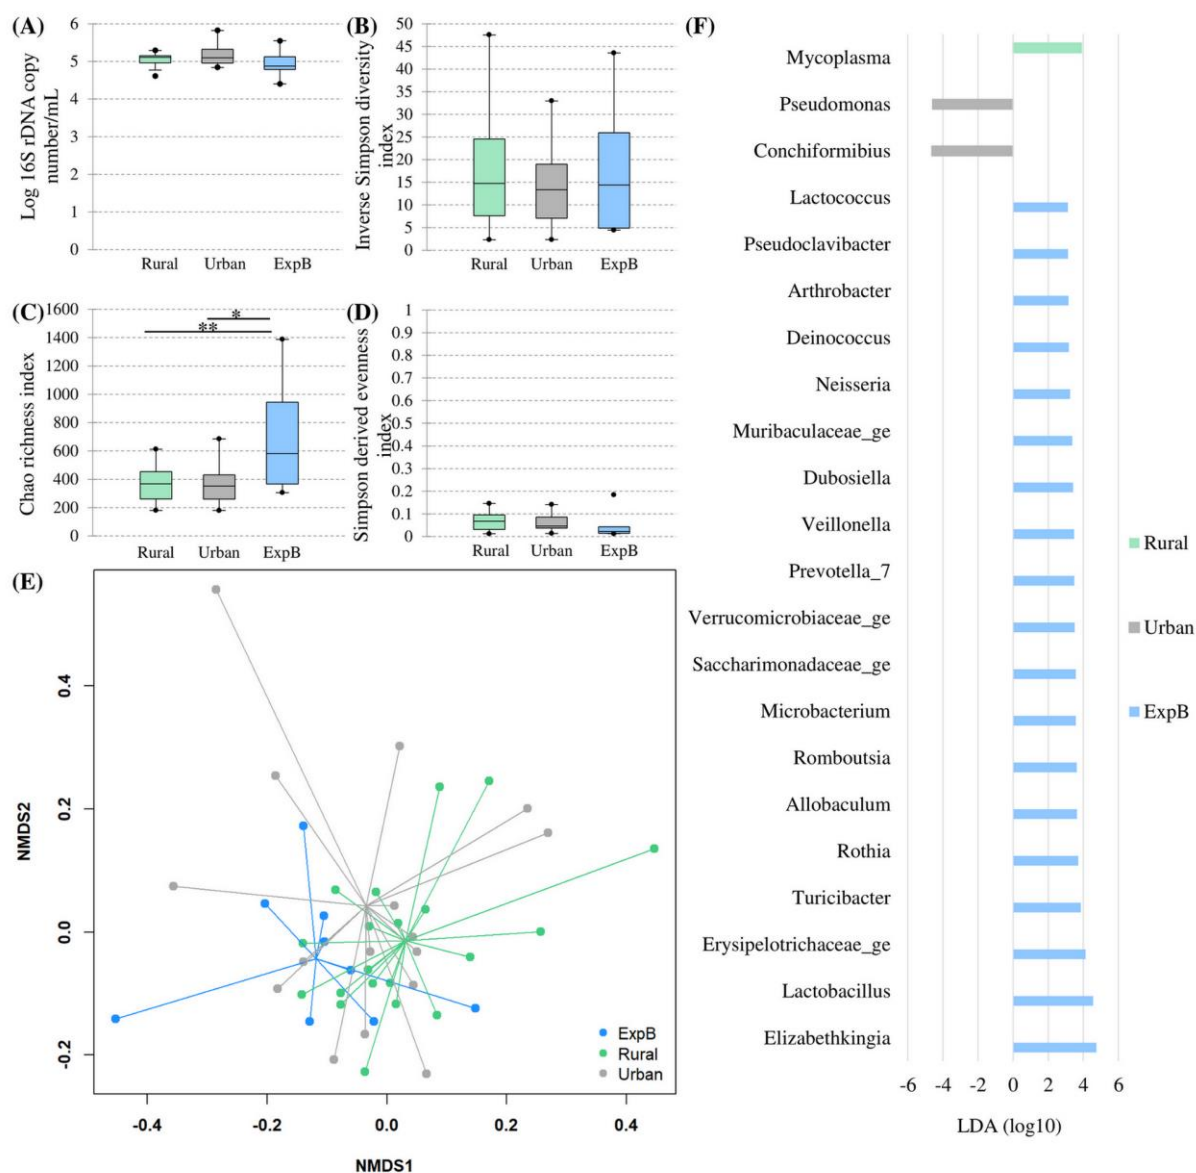 (A)
Log 16S rDNA copy
number/mL
6
5
4
3
2
1
0
Rural Urban ExpB
(B)
Inverse Simpson diversity
index
50
45
40
35
30
25
20
15
10
5
0
Rural Urban ExpB
(C)
Chao richness index
1600
1400
1200
1000
800
600
400
200
0
*
**
Rural Urban ExpB
(D)
Simpson derived evenness
index
1
0.9
0.8
0.7
0.6
0.5
0.4
0.3
0.2
0.1
0
Rural Urban ExpB
(E)
NMDS2
0.4
0.2
0.0
-0.2
-0.4 -0.2 0.0 0.2 0.4
NMDS1
ExpB
Rural
Urban
(F)
Mycoplasma
Pseudomonas
Conchiformibius
Lactococcus
Pseudoclavibacter
Arthrobacter
Deinococcus
Neisseria
Muribaculaceae_ge
Dubosiella
Veillonella
Prevotella_7
Verrucomicrobiaceae_ge
Saccharimonadaceae_ge
Microbacterium
Romboutsia
Allobaculum
Rothia
Turicibacter
Erysipelotrichaceae_ge
Lactobacillus
Elizabethkingia
-6 -4 -2 0 2 4 6
LDA (log10)
Rural
Urban
ExpB